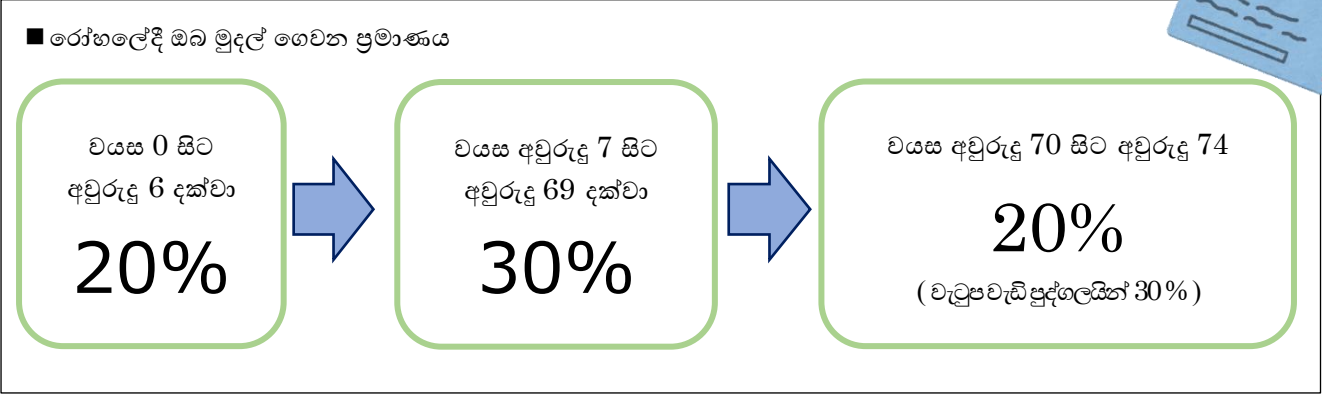 ■ රෝහලේදී ඔබ මුදල් ගෙවන ප්‍රමාණය
වයස 0 සිට
අවුරුදු 6 දක්වා
20%
වයස අවුරුදු 7 සිට
අවුරුදු 69 දක්වා
30%
වයස අවුරුදු 70 සිට අවුරුදු 74
20%
( වැටුප වැඩි පුද්ගලයින් 30% )